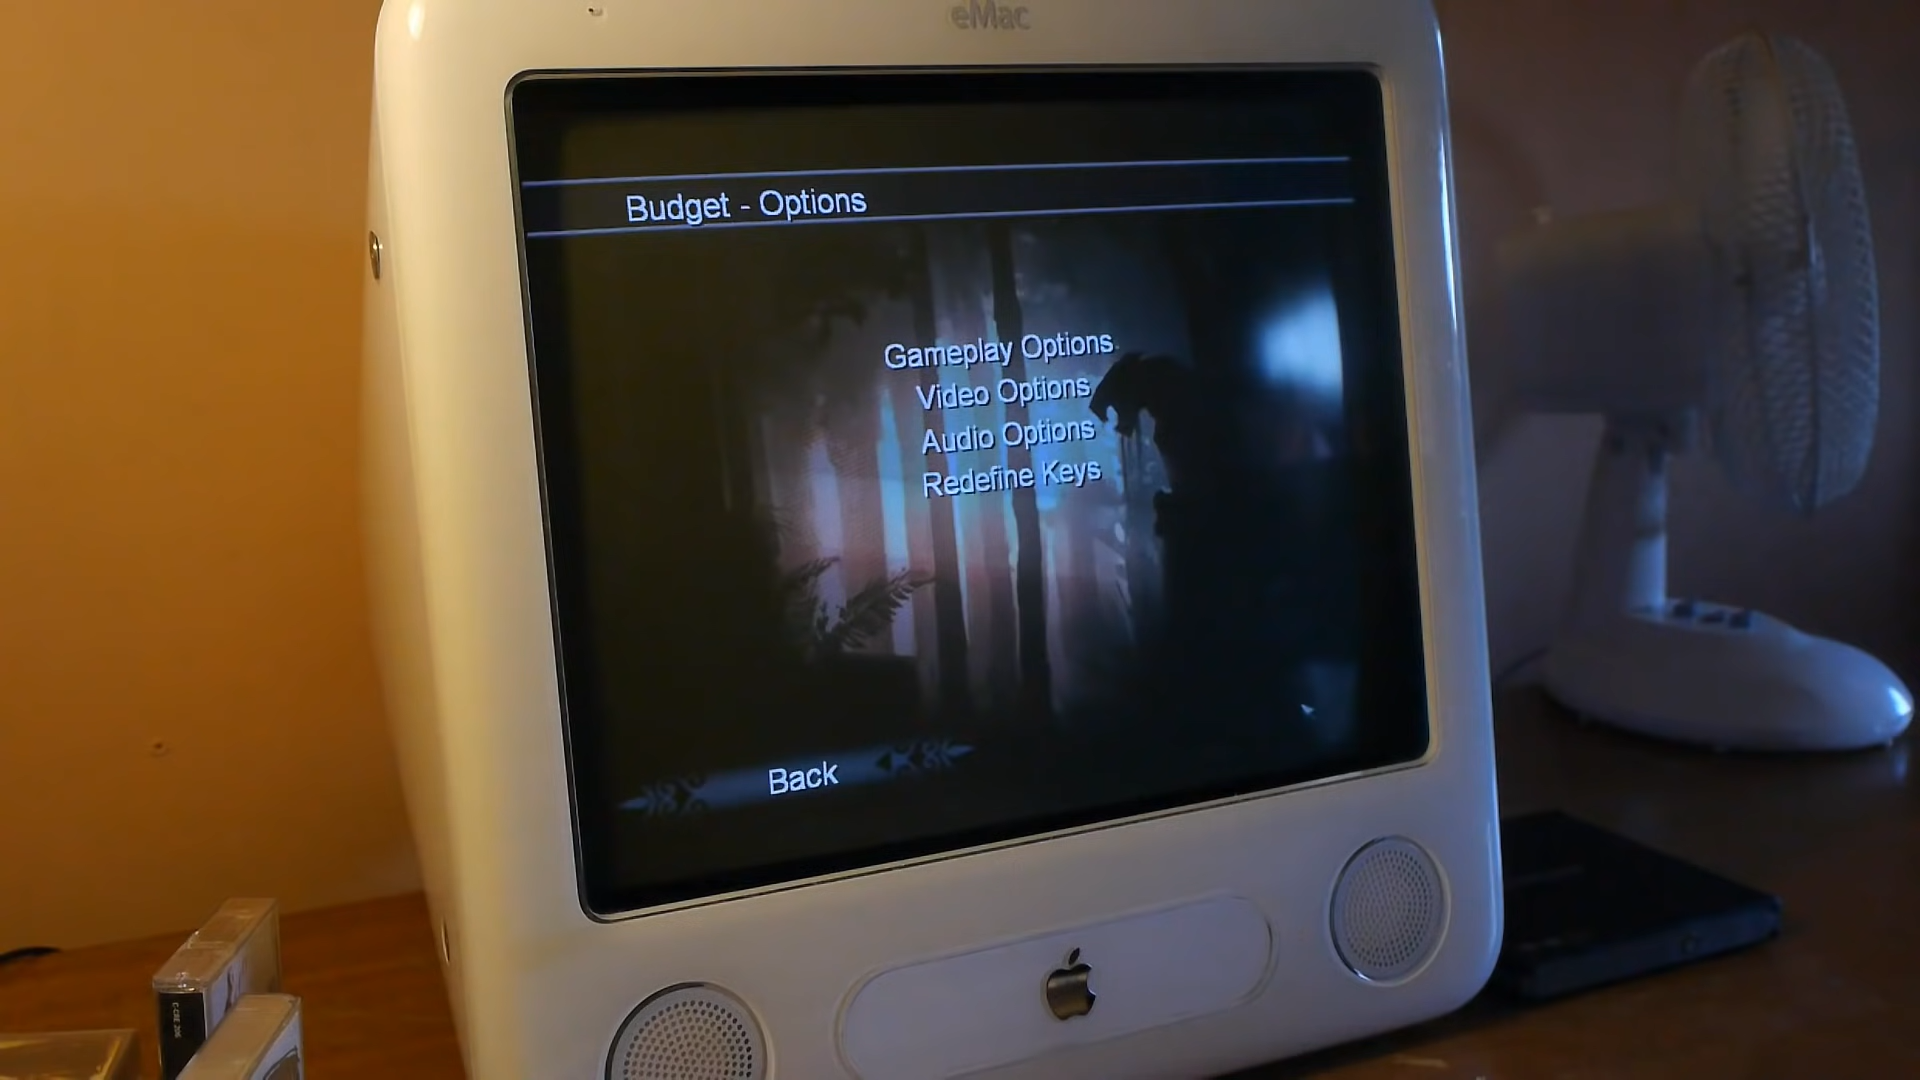 eMac
Budget - Options
Gameplay Options
Video Options
Audio Options
Redefine Keys
Back